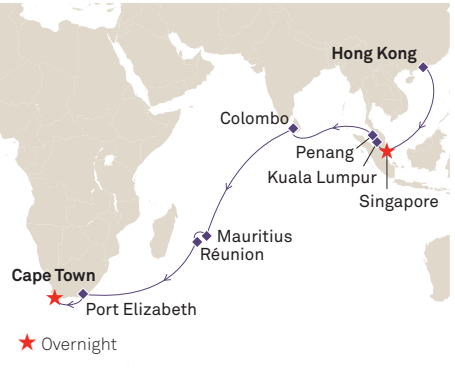 Hong Kong
Colombo
Penang
Kuala Lumpur
Singapore
Mauritius
Réunion
Cape Town
Port Elizabeth
Overnight